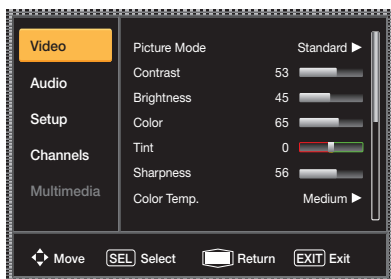 Video
Audio
Setup
Channels
Multimedia
Picture Mode Standard
Contrast 53
Brightness 45
Color 65
Tint 0
Sharpness 56
Color Temp. Medium
Move SEL Select Return EXIT Exit